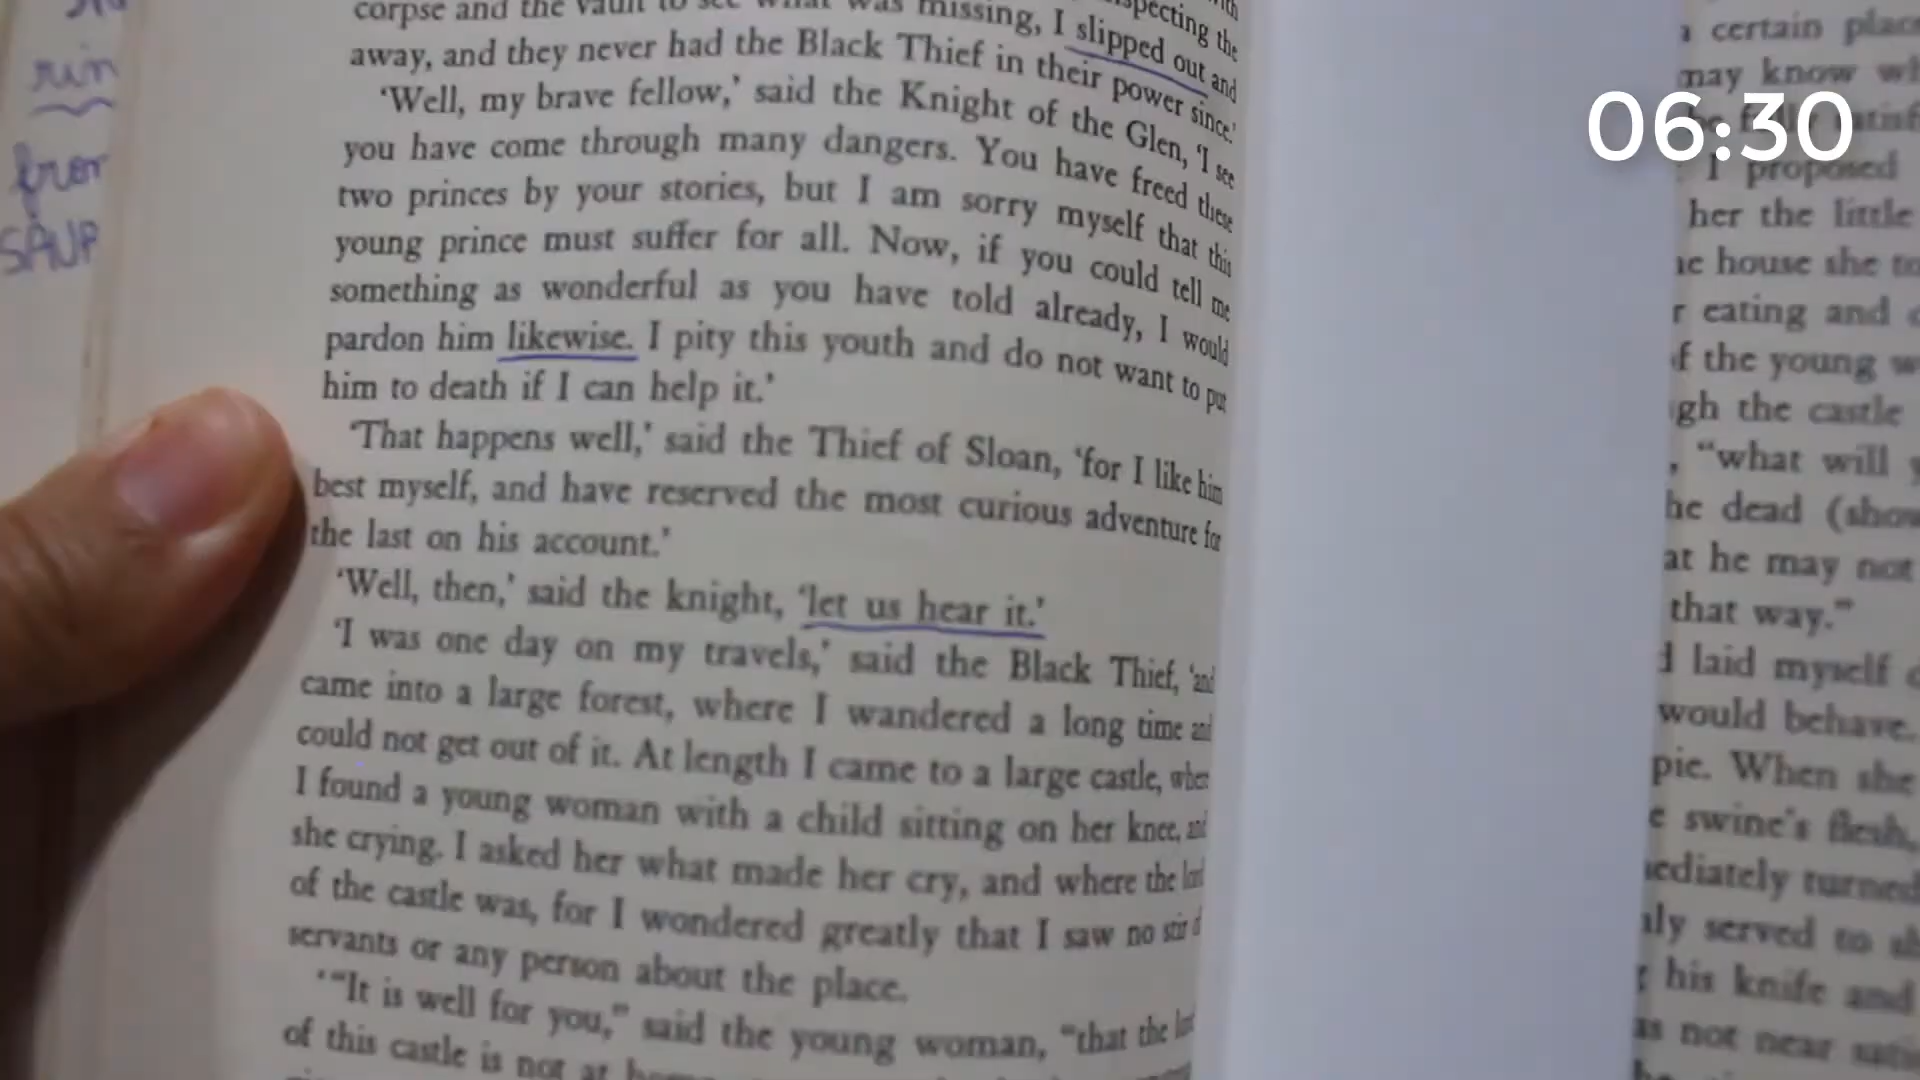 run
from
corpse and the vault to see what was missing, I slipped out and
away, and they never had the Black Thief in their power since.'
'Well, my brave fellow,' said the Knight of the Glen, 'I see
you have come through many dangers. You have freed these
two princes by your stories, but I am sorry myself that this
young prince must suffer for all. Now, if you could tell me
something as wonderful as you have told already, I would
pardon him likewise. I pity this youth and do not want to put
him to death if I can help it.'
'That happens well,' said the Thief of Sloan, 'for I like him
best myself, and have reserved the most curious adventure for
the last on his account.'
'Well, then,' said the knight, 'let us hear it.'
'I was one day on my travels,' said the Black Thief, 'and
came into a large forest, where I wandered a long time and
could not get out of it. At length I came to a large castle, where
I found a young woman with a child sitting on her knee, and
she crying. I asked her what made her cry, and where the lord
of the castle was, for I wondered greatly that I saw no stir of
servants or any person about the place.
'"It is well for you," said the young woman, "that the lord
of this castle is not at
06:30
a certain
may know
I proposed
her the little
house she
eating and
of the young
the castle
"what will
dead
he may not
that way."
laid myself
would behave.
pie. When she
swine's flesh,
turned
served to
his knife and
not near